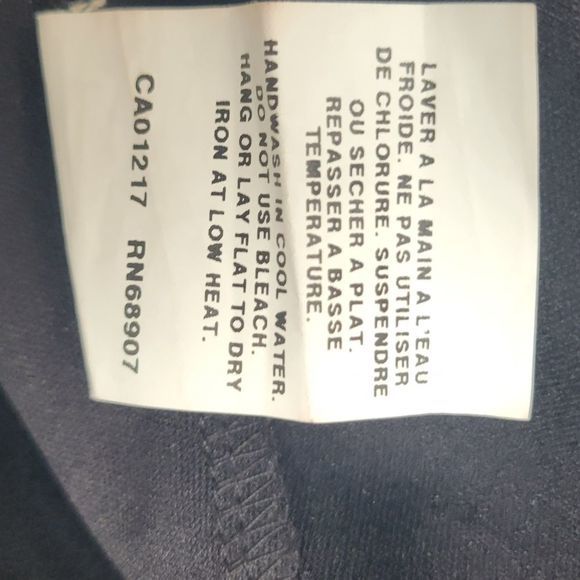 LAVER A LA MAIN A L'EAU
FROIDE. NE PAS UTILISER
DE CHLORURE. SUSPENDRE
OU SECHER A PLAT.
REPASSER A BASSE
TEMPERATURE.
HANDWASH IN COOL WATER.
DO NOT USE BLEACH.
HANG OR LAY FLAT TO DRY
IRON AT LOW HEAT.
CA01217 RN68907